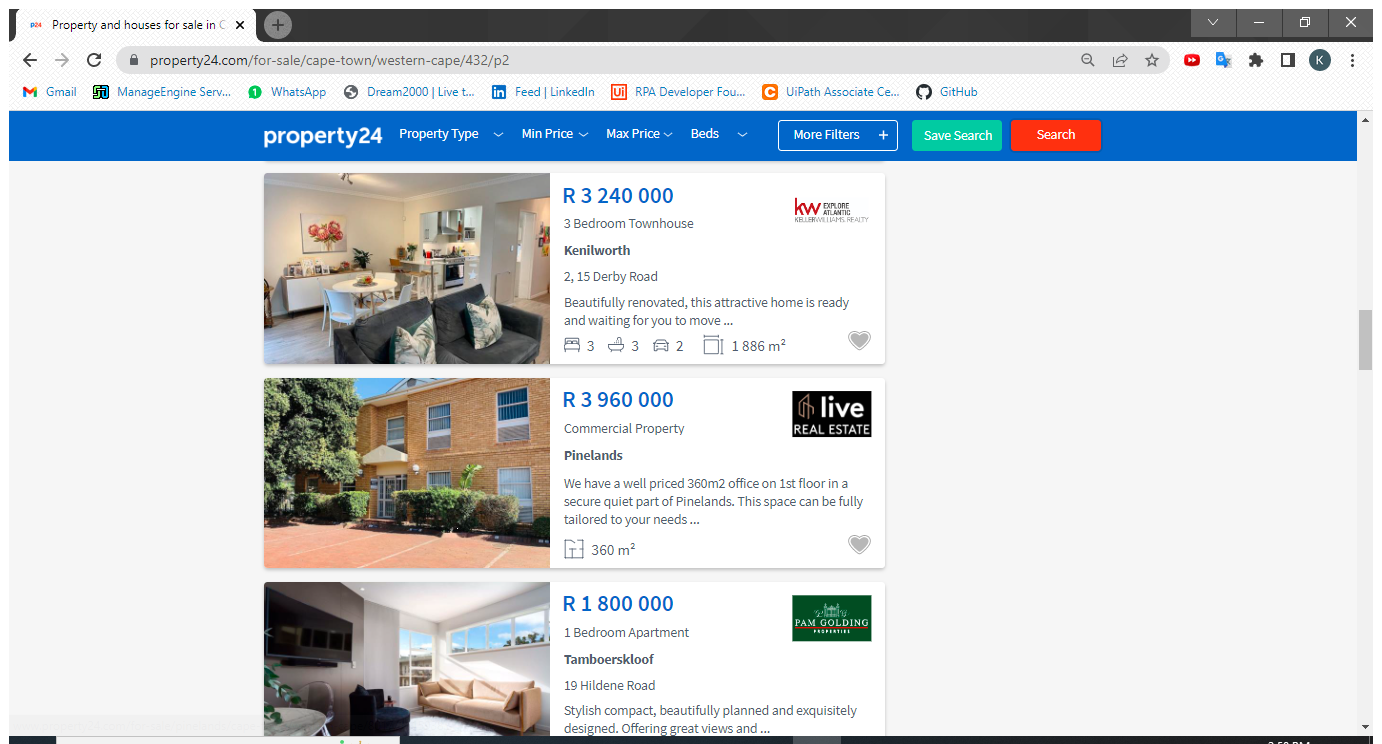 p24 Property and houses for sale in C
property24.com/for-sale/cape-town/western-cape/432/p2
K
Gmail
ManageEngine Serv...
1 WhatsApp
Dream2000 | Live t...
in Feed | LinkedIn
Ui RPA Developer Fou...
C UiPath Associate Ce...
GitHub
property24 Property Type Min Price Max Price Beds More Filters + Save Search Search
R 3 240 000
kw EXPLORE
ATLANTIC
KELLERWILLIAMS. REALTY
3 Bedroom Townhouse
Kenilworth
2, 15 Derby Road
Beautifully renovated, this attractive home is ready
and waiting for you to move ...
3 3 2 1 886 m²
R 3 960 000
live
REAL ESTATE
Commercial Property
Pinelands
We have a well priced 360m2 office on 1st floor in a
secure quiet part of Pinelands. This space can be fully
tailored to your needs ...
360 m²
R 1 800 000
PAM GOLDING
PROPERTIES
1 Bedroom Apartment
Tamboerskloof
19 Hildene Road
Stylish compact, beautifully planned and exquisitely
designed. Offering great views and ...